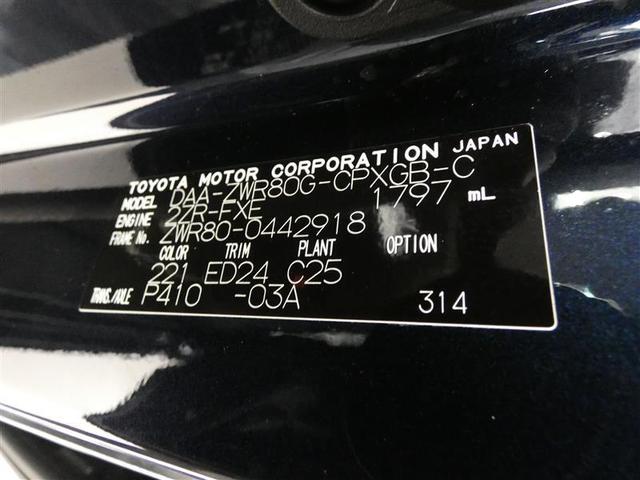 TOYOTA MOTOR CORPORATION JAPAN
MODEL DAA-ZWR80G-CPXGB-C
ENGINE 2ZR-FXE 1797 mL
FRAME No. ZWR80-0442918
COLOR TRIM PLANT OPTION
221 ED24 C25
TRANS./AXLE P410 -03A 314